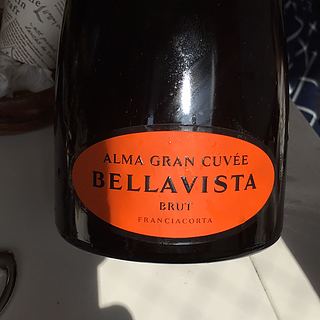 ALMA GRAN CUVÉE
BELLAVISTA
BRUT
FRANCIACORTA